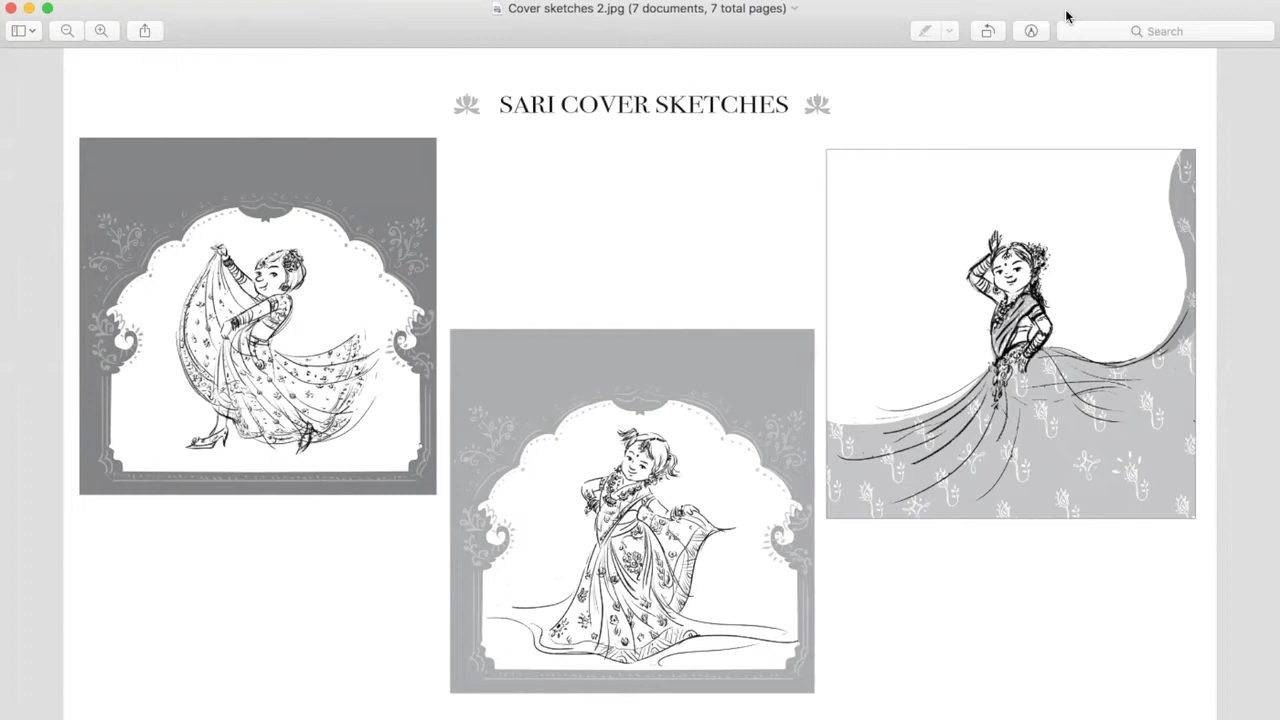 Cover sketches 2.jpg (7 documents, 7 total pages)
Search
SARI COVER SKETCHES